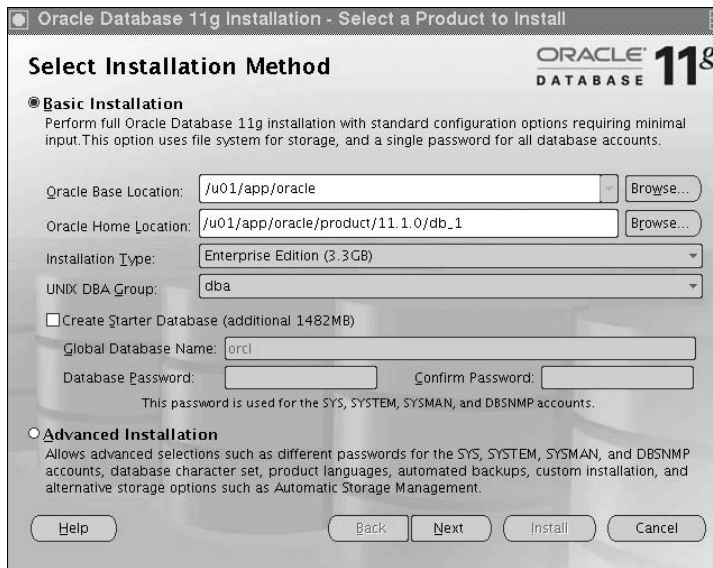 Oracle Database 11g Installation - Select a Product to Install
Select Installation Method
ORACLE
DATABASE 11g
Basic Installation
Perform full Oracle Database 11g installation with standard configuration options requiring minimal
input.This option uses file system for storage, and a single password for all database accounts.
Oracle Base Location: /u01/app/oracle Browse...
Oracle Home Location: /u01/app/oracle/product/11.1.0/db_1 Browse...
Installation Type: Enterprise Edition (3.3GB)
UNIX DBA Group: dba
Create Starter Database (additional 1482MB)
Global Database Name: orcl
Database Password: Confirm Password:
This password is used for the SYS, SYSTEM, SYSMAN, and DBSNMP accounts.
Advanced Installation
Allows advanced selections such as different passwords for the SYS, SYSTEM, SYSMAN, and DBSNMP
accounts, database character set, product languages, automated backups, custom installation, and
alternative storage options such as Automatic Storage Management.
Help Back Next Install Cancel